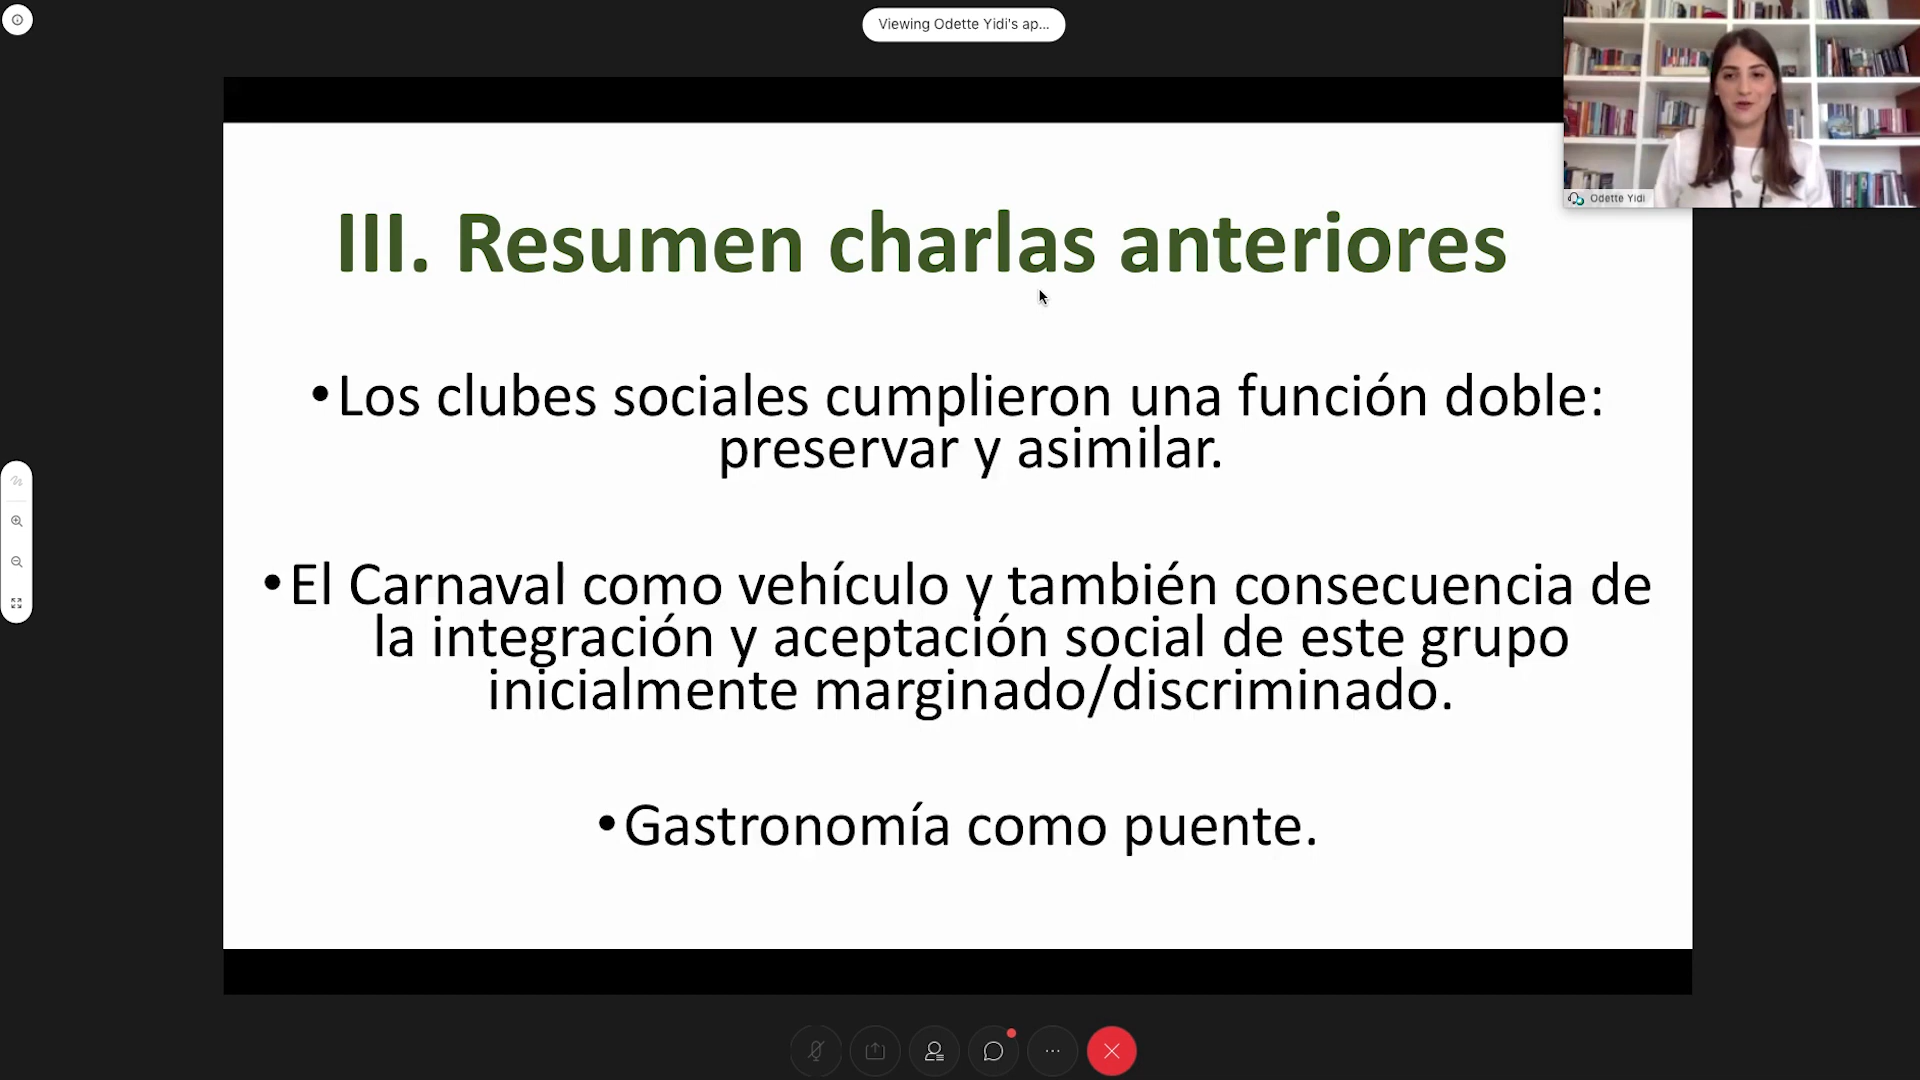 Viewing Odette Yidi's ap...
Odette Yidi
III. Resumen charlas anteriores
•Los clubes sociales cumplieron una función doble:
preservar y asimilar.
•El Carnaval como vehículo y también consecuencia de
la integración y aceptación social de este grupo
inicialmente marginado/discriminado.
•Gastronomía como puente.